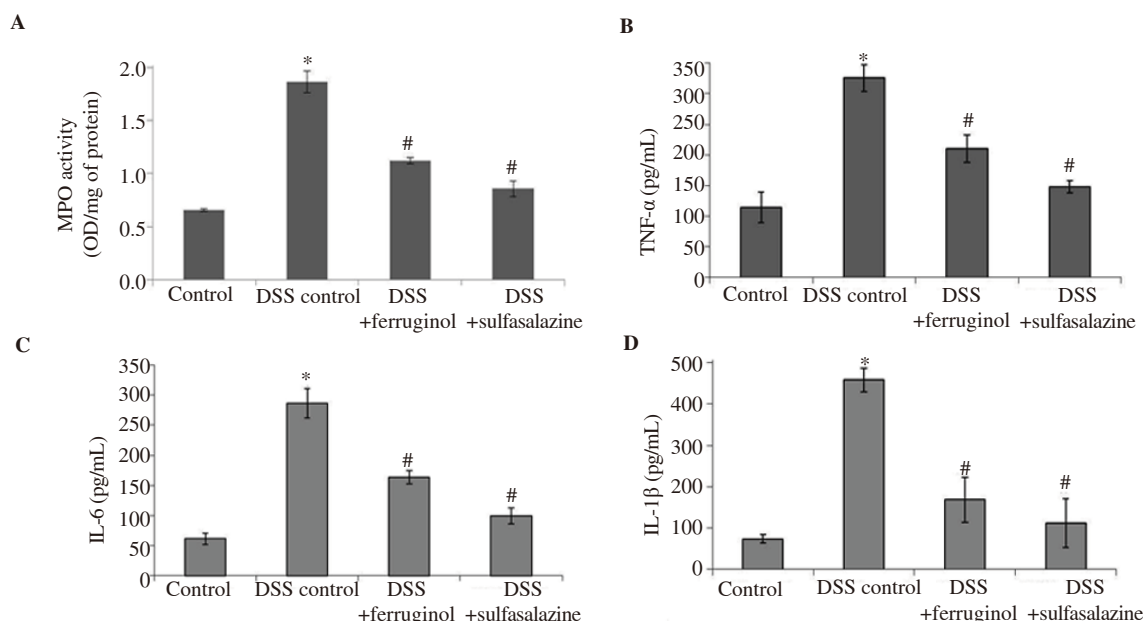 A
MPO activity
(OD/mg of protein)
2.0
1.5
1.0
0.5
0.0
*
#
#
Control
DSS control
DSS
+ferruginol
DSS
+sulfasalazine
B
TNF-α (pg/mL)
350
300
250
200
150
100
50
0
*
#
#
Control
DSS control
DSS
+ferruginol
DSS
+sulfasalazine
C
IL-6 (pg/mL)
350
300
250
200
150
100
50
0
*
#
#
Control
DSS control
DSS
+ferruginol
DSS
+sulfasalazine
D
IL-1β (pg/mL)
500
400
200
100
0
*
#
#
Control
DSS control
DSS
+ferruginol
DSS
+sulfasalazine